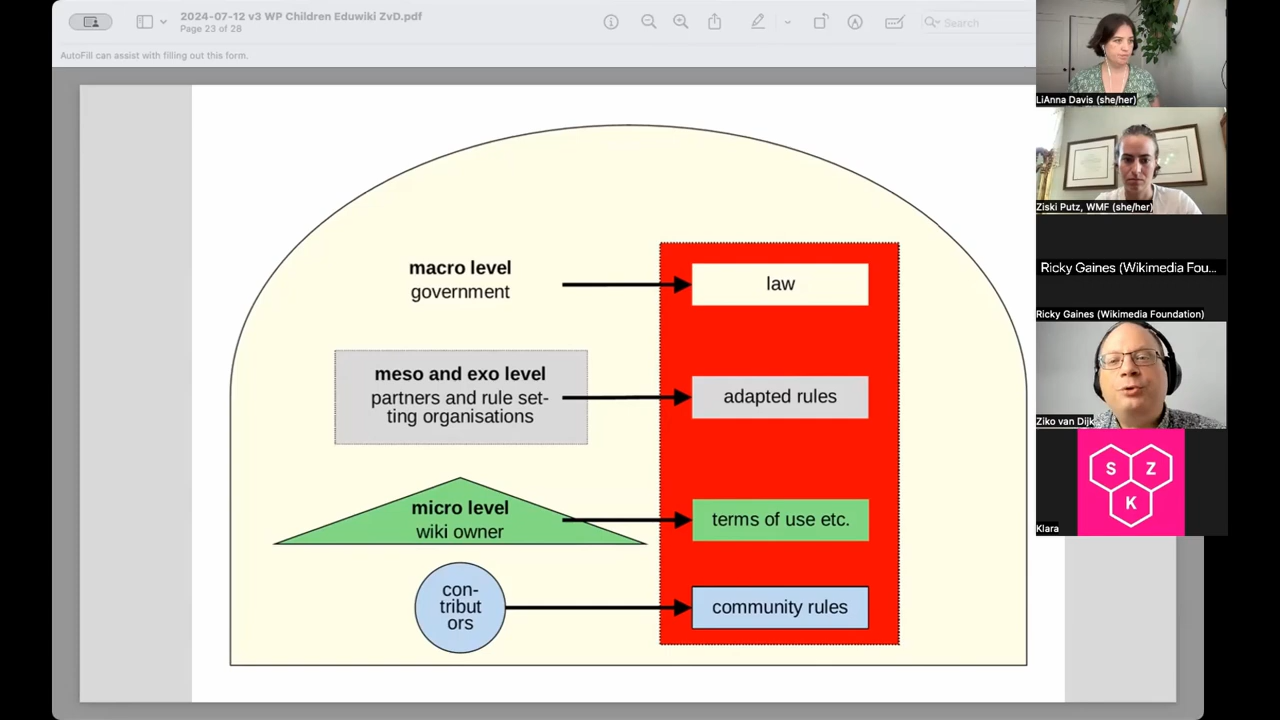 2024-07-12 v3 WP Children Eduwiki ZvD.pdf
Page 23 of 28
Search
AutoFill can assist with filling out this form.
macro level
government
law
meso and exo level
partners and rule set-
ting organisations
adapted rules
micro level
wiki owner
terms of use etc.
con-
tribut
ors
community rules
LiAnna Davis (she/her)
Ziski Putz, WMF (she/her)
Ricky Gaines (Wikimedia Fou...
Ricky Gaines (Wikimedia Foundation)
Ziko van Dijk
S Z
K
Klara